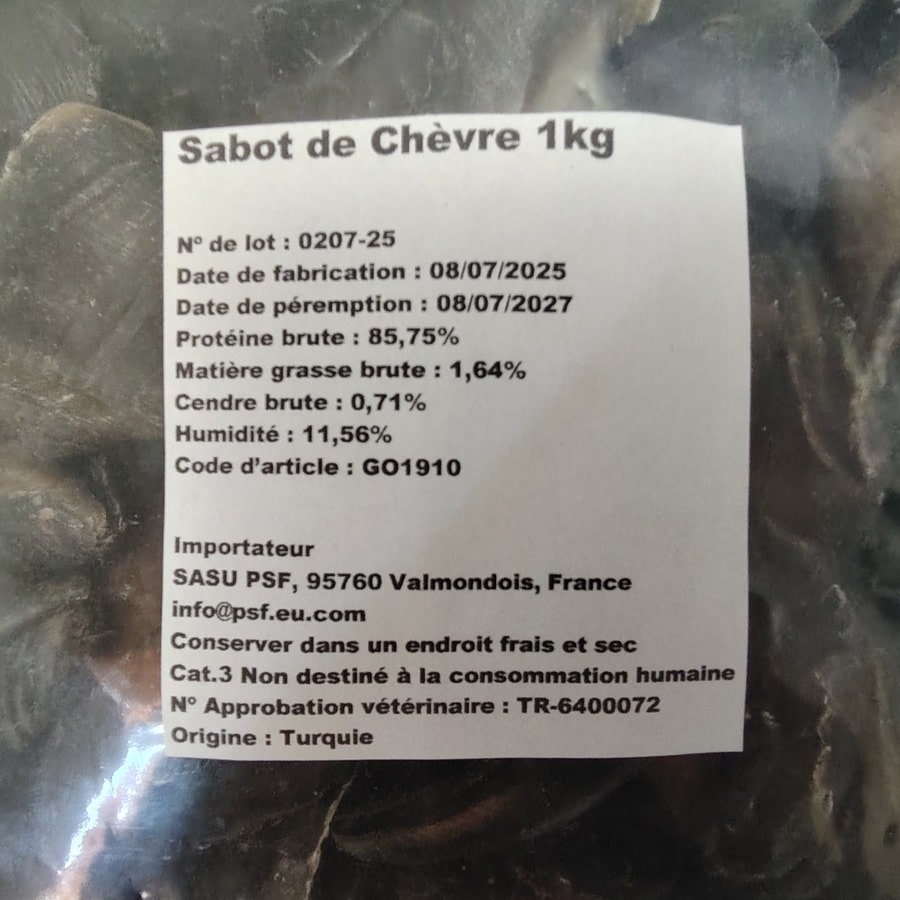 Sabot de Chèvre 1kg
N° de lot : 0207-25
Date de fabrication : 08/07/2025
Date de péremption : 08/07/2027
Protéine brute : 85,75%
Matière grasse brute : 1,64%
Cendre brute : 0,71%
Humidité : 11,56%
Code d’article : GO1910
Importateur
SASU PSF, 95760 Valmondois, France
info@psf.eu.com
Conserver dans un endroit frais et sec
Cat.3 Non destiné à la consommation humaine
N° Approbation vétérinaire : TR-6400072
Origine : Turquie